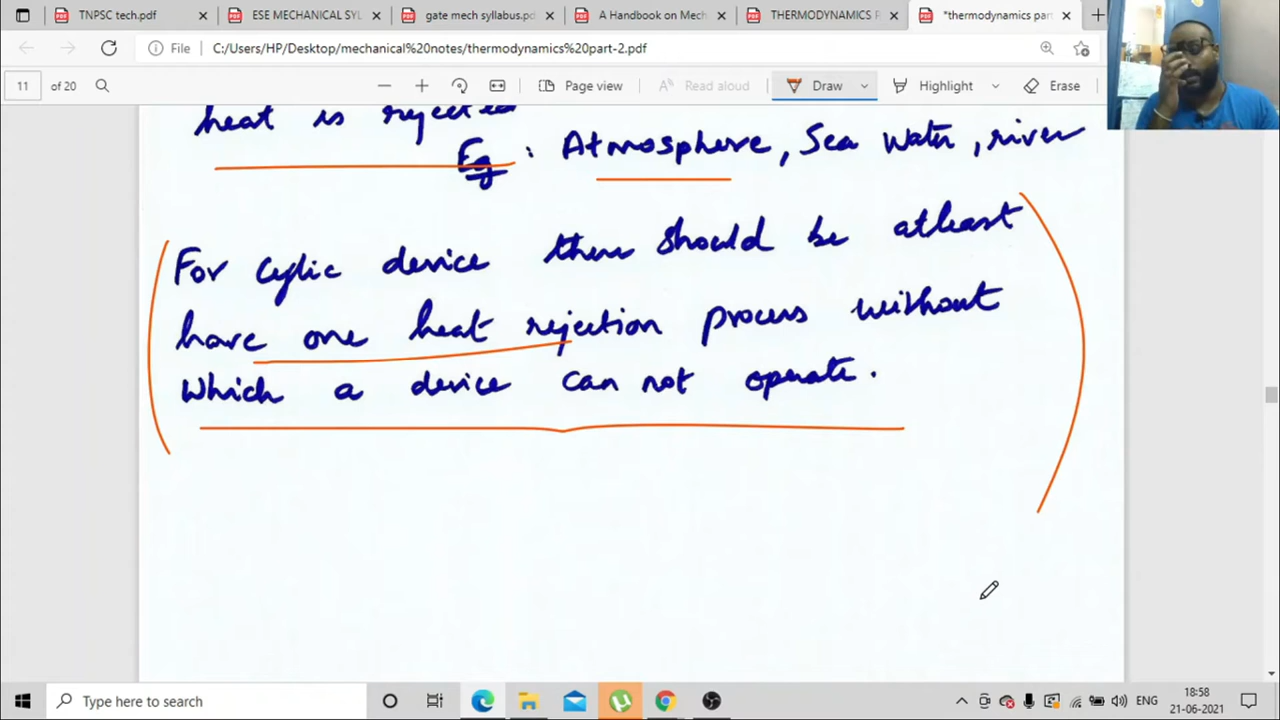 TNPSC tech.pdf
ESE MECHANICAL SYL
gate mech syllabus.pd
A Handbook on Mech
THERMODYNAMICS P
*thermodynamics par
File
C:/Users/HP/Desktop/mechanical%20notes/thermodynamics%20part-2.pdf
11 of 20
Page view
Read aloud
Draw
Highlight
Erase
heat is rejected
Eg : Atmosphere, Sea Water, river
For cylic device there should be atleast
have one heat rejection process without
which a device can not operate.
Type here to search
ENG
18:58
21-06-2021